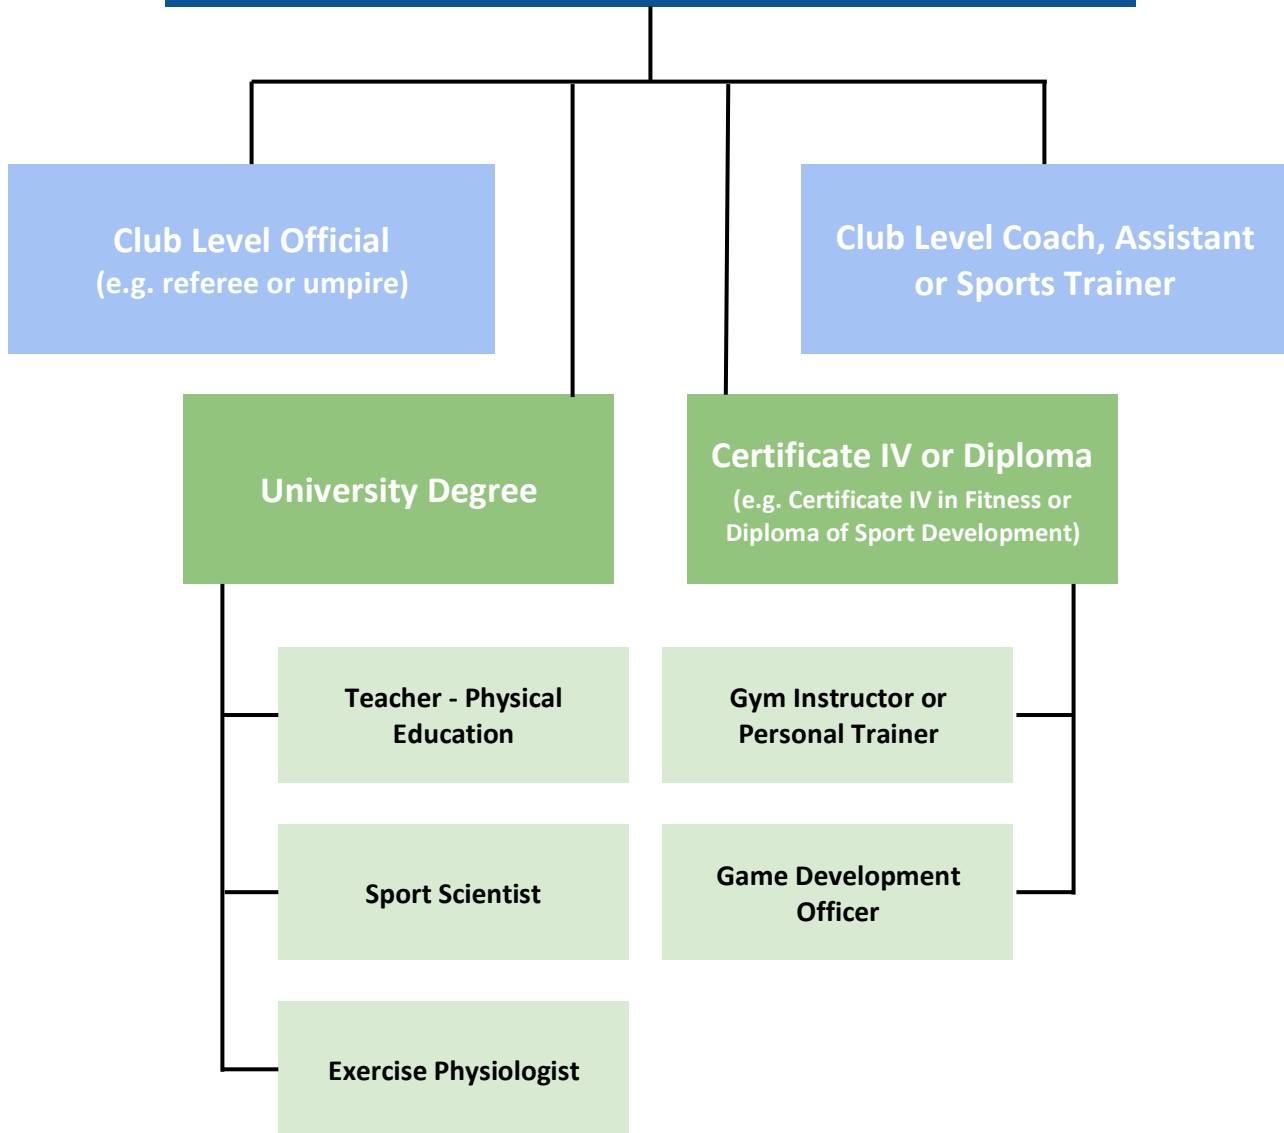 Club Level Official
(e.g. referee or umpire)
Club Level Coach, Assistant
or Sports Trainer
University Degree
Certificate IV or Diploma
(e.g. Certificate IV in Fitness or
Diploma of Sport Development)
Teacher - Physical
Education
Gym Instructor or
Personal Trainer
Sport Scientist
Game Development
Officer
Exercise Physiologist